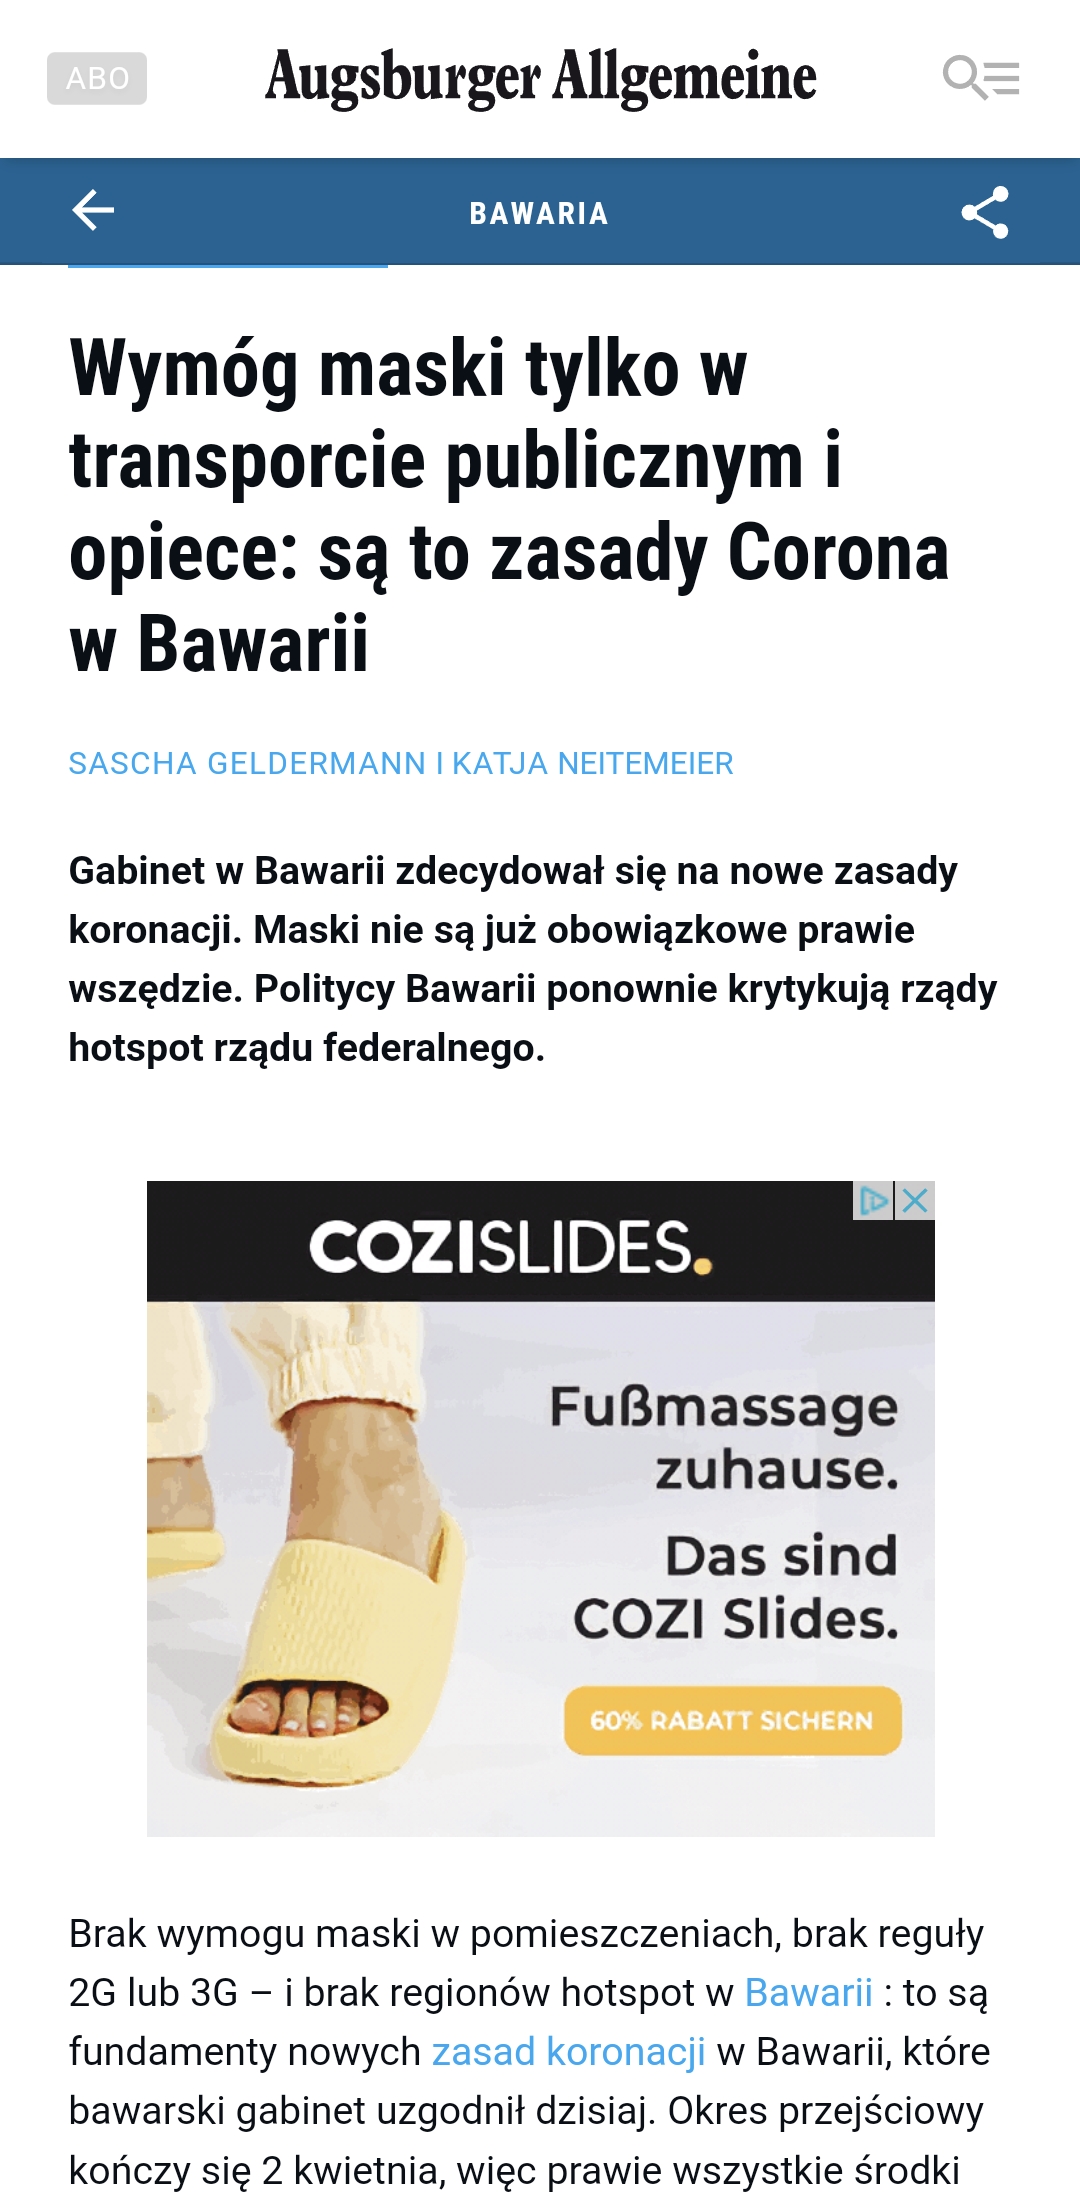 ABO
Augsburger Allgemeine
BAWARIA
Wymóg maski tylko w
transporcie publicznym i
opiece: są to zasady Corona
w Bawarii
SASCHA GELDERMANN I KATJA NEITEMEIER
Gabinet w Bawarii zdecydował się na nowe zasady
koronacji. Maski nie są już obowiązkowe prawie
wszędzie. Politycy Bawarii ponownie krytykują rządy
hotspot rządu federalnego.
COZISLIDES.
Fußmassage
zuhause.
Das sind
COZI Slides.
60% RABATT SICHERN
Brak wymogu maski w pomieszczeniach, brak reguły
2G lub 3G – i brak regionów hotspot w Bawarii : to są
fundamenty nowych zasad koronacji w Bawarii, które
bawarski gabinet uzgodnił dzisiaj. Okres przejściowy
kończy się 2 kwietnia, więc prawie wszystkie środki